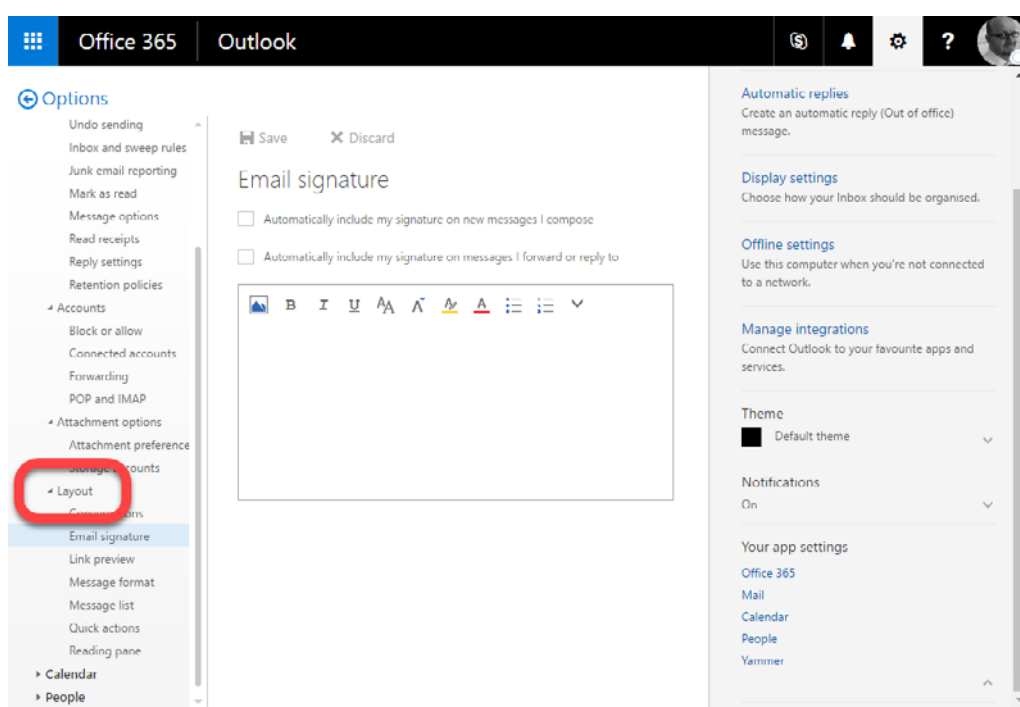 Office 365
Outlook
?
Options
Undo sending
Inbox and sweep rules
Junk email reporting
Mark as read
Message options
Read receipts
Reply settings
Retention policies
Accounts
Block or allow
Connected accounts
Forwarding
POP and IMAP
Attachment options
Attachment preference
Storage accounts
Layout
Conversations
Email signature
Link preview
Message format
Message list
Quick actions
Reading pane
Calendar
People
Save
Discard
Email signature
Automatically include my signature on new messages I compose
Automatically include my signature on messages I forward or reply to
B I U AA A A
Automatic replies
Create an automatic reply (Out of office)
message.
Display settings
Choose how your Inbox should be organised.
Offline settings
Use this computer when you're not connected
to a network.
Manage integrations
Connect Outlook to your favourite apps and
services.
Theme
Default theme
Notifications
On
Your app settings
Office 365
Mail
Calendar
People
Yammer